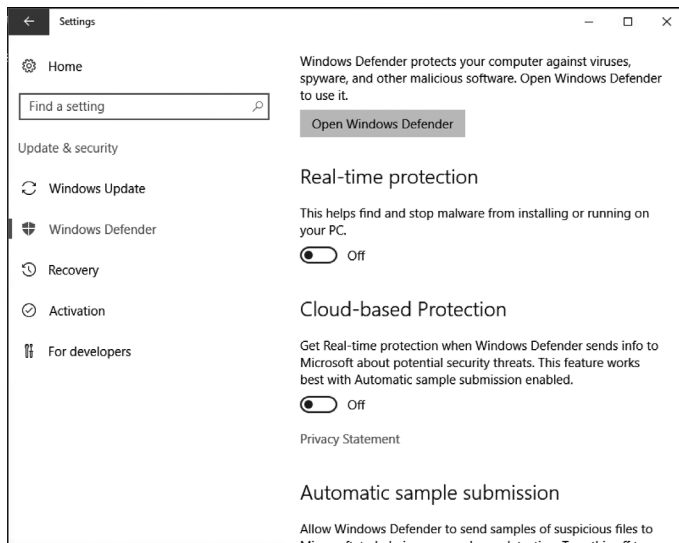 Settings
Home
Find a setting
Update & security
Windows Update
Windows Defender
Recovery
Activation
For developers
Windows Defender protects your computer against viruses,
spyware, and other malicious software. Open Windows Defender
to use it.
Open Windows Defender
Real-time protection
This helps find and stop malware from installing or running on
your PC.
Off
Cloud-based Protection
Get Real-time protection when Windows Defender sends info to
Microsoft about potential security threats. This feature works
best with Automatic sample submission enabled.
Off
Privacy Statement
Automatic sample submission
Allow Windows Defender to send samples of suspicious files to